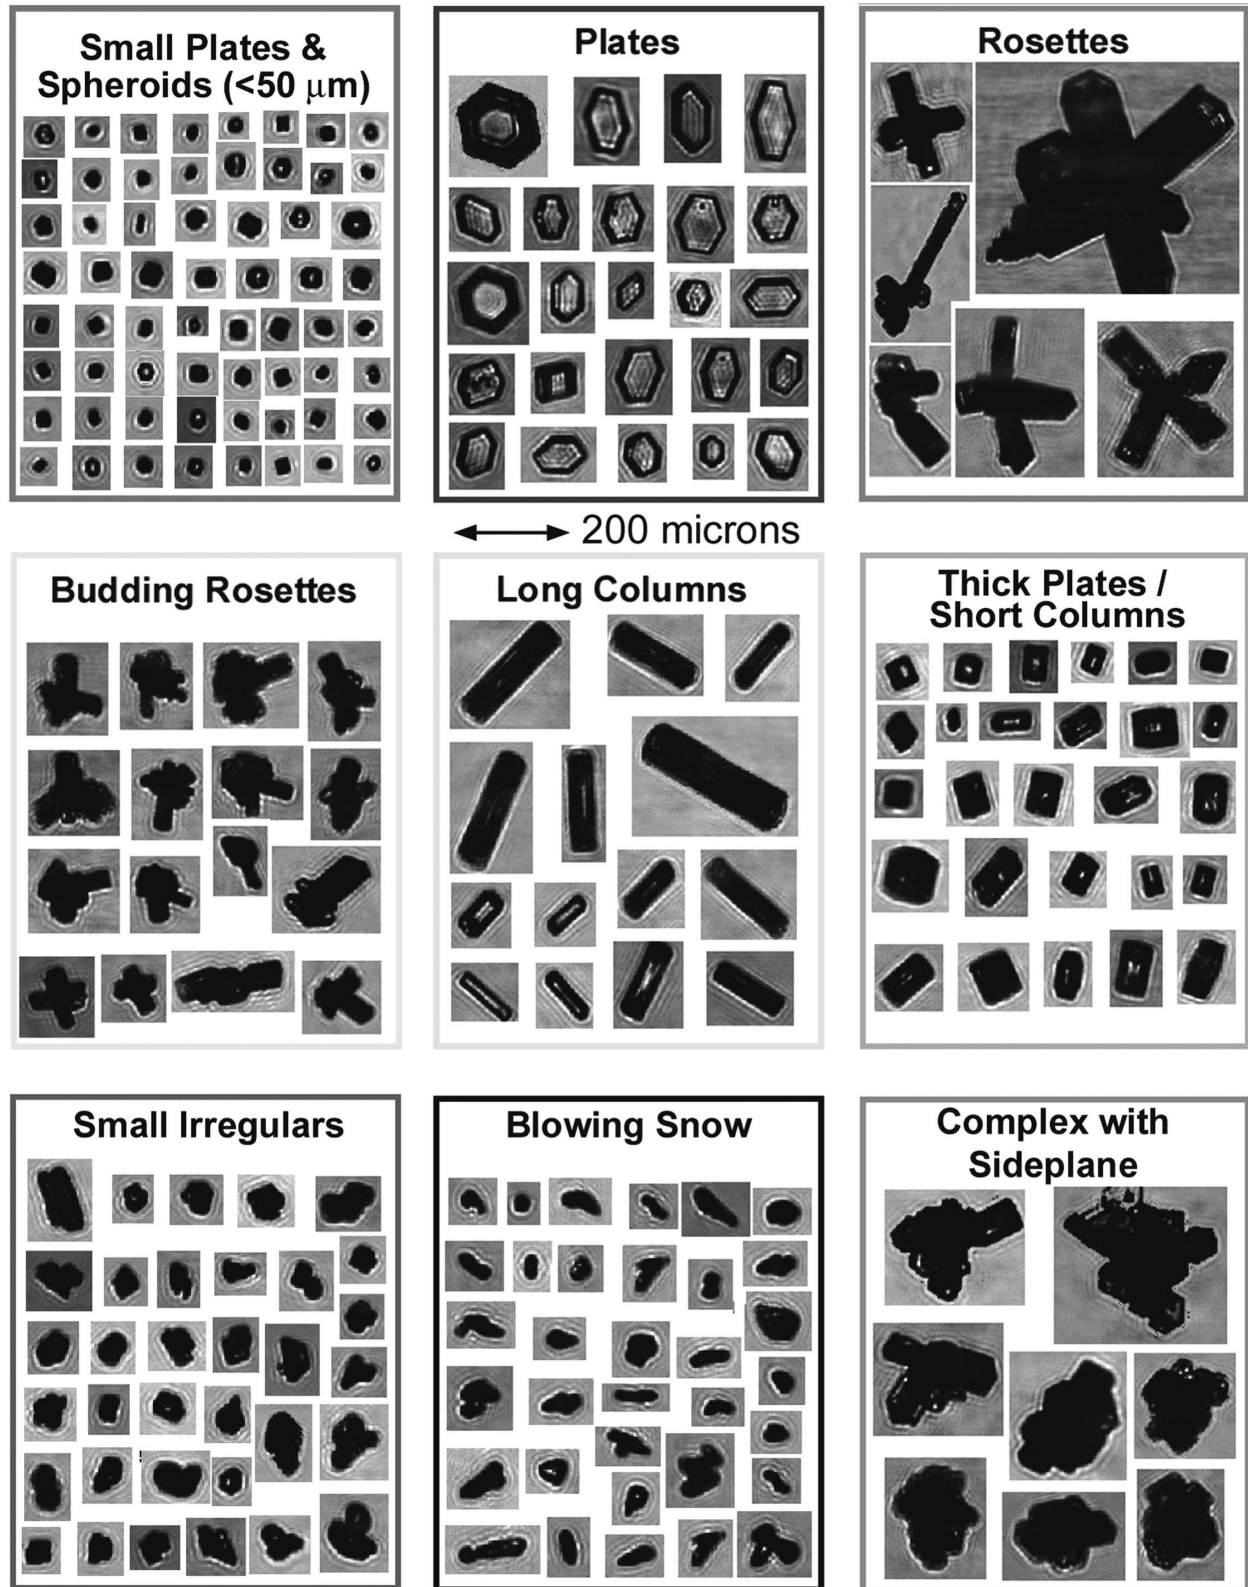 Small Plates &
Spheroids (<50 μm)
Plates
Rosettes
200 microns
Budding Rosettes
Long Columns
Thick Plates /
Short Columns
Small Irregulars
Blowing Snow
Complex with
Sideplane